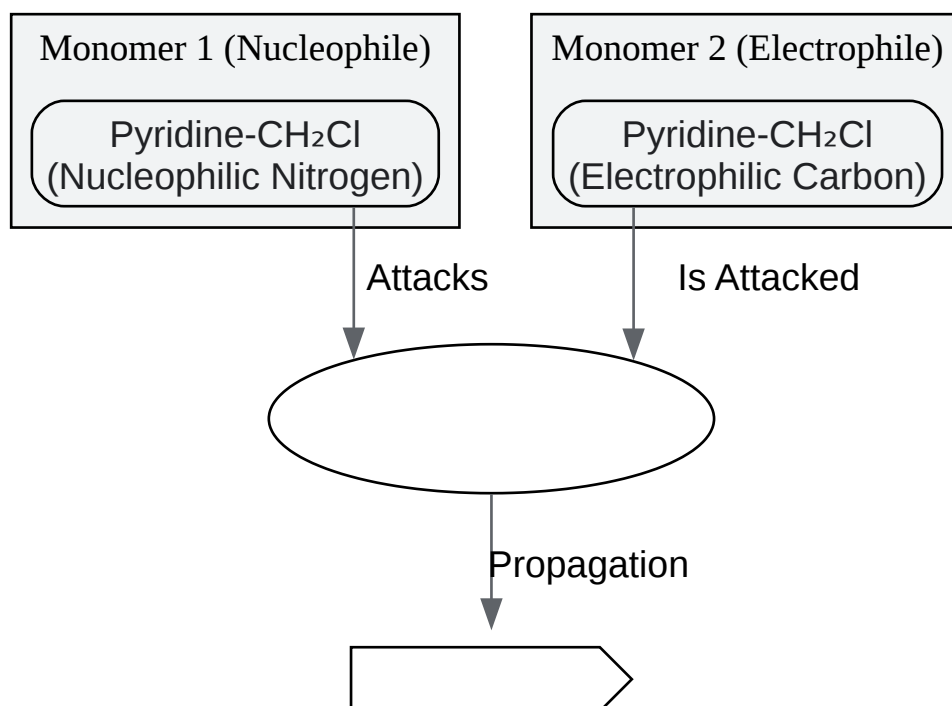 Monomer 1 (Nucleophile)
Pyridine-CH₂Cl
(Nucleophilic Nitrogen)
Monomer 2 (Electrophile)
Pyridine-CH₂Cl
(Electrophilic Carbon)
Attacks
Is Attacked
Propagation